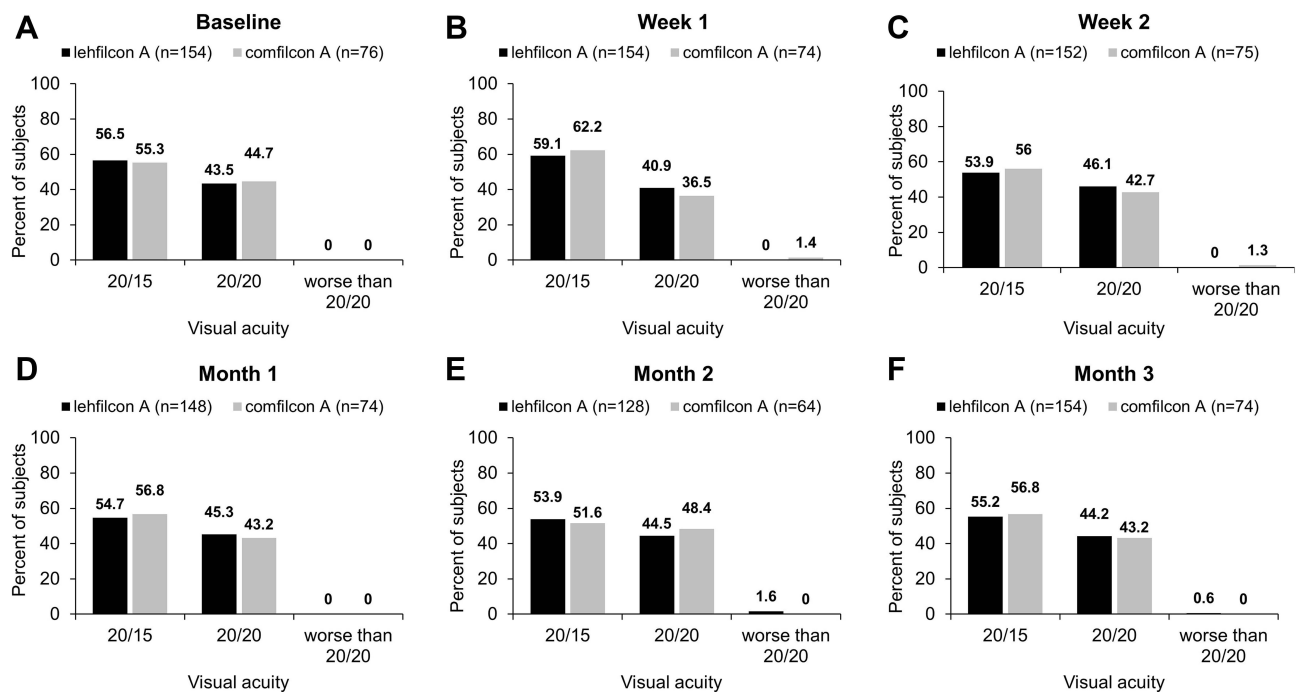 A
Baseline
lehfilcon A (n=154) comfilcon A (n=76)
Percent of subjects
100
80
60
40
20
0
56.5 55.3 43.5 44.7 0 0
20/15 20/20 worse than
20/20
Visual acuity
B
Week 1
lehfilcon A (n=154) comfilcon A (n=74)
Percent of subjects
100
80
60
40
20
0
59.1 62.2 40.9 36.5 0 1.4
20/15 20/20 worse than
20/20
Visual acuity
C
Week 2
lehfilcon A (n=152) comfilcon A (n=75)
Percent of subjects
100
80
60
40
20
0
53.9 56 46.1 42.7 0 1.3
20/15 20/20 worse than
20/20
Visual acuity
D
Month 1
lehfilcon A (n=148) comfilcon A (n=74)
Percent of subjects
100
80
60
40
20
0
54.7 56.8 45.3 43.2 0 0
20/15 20/20 worse than
20/20
Visual acuity
E
Month 2
lehfilcon A (n=128) comfilcon A (n=64)
Percent of subjects
100
80
60
40
20
0
53.9 51.6 44.5 48.4 1.6 0
20/15 20/20 worse than
20/20
Visual acuity
F
Month 3
lehfilcon A (n=154) comfilcon A (n=74)
Percent of subjects
100
80
60
40
20
0
55.2 56.8 44.2 43.2 0.6 0
20/15 20/20 worse than
20/20
Visual acuity